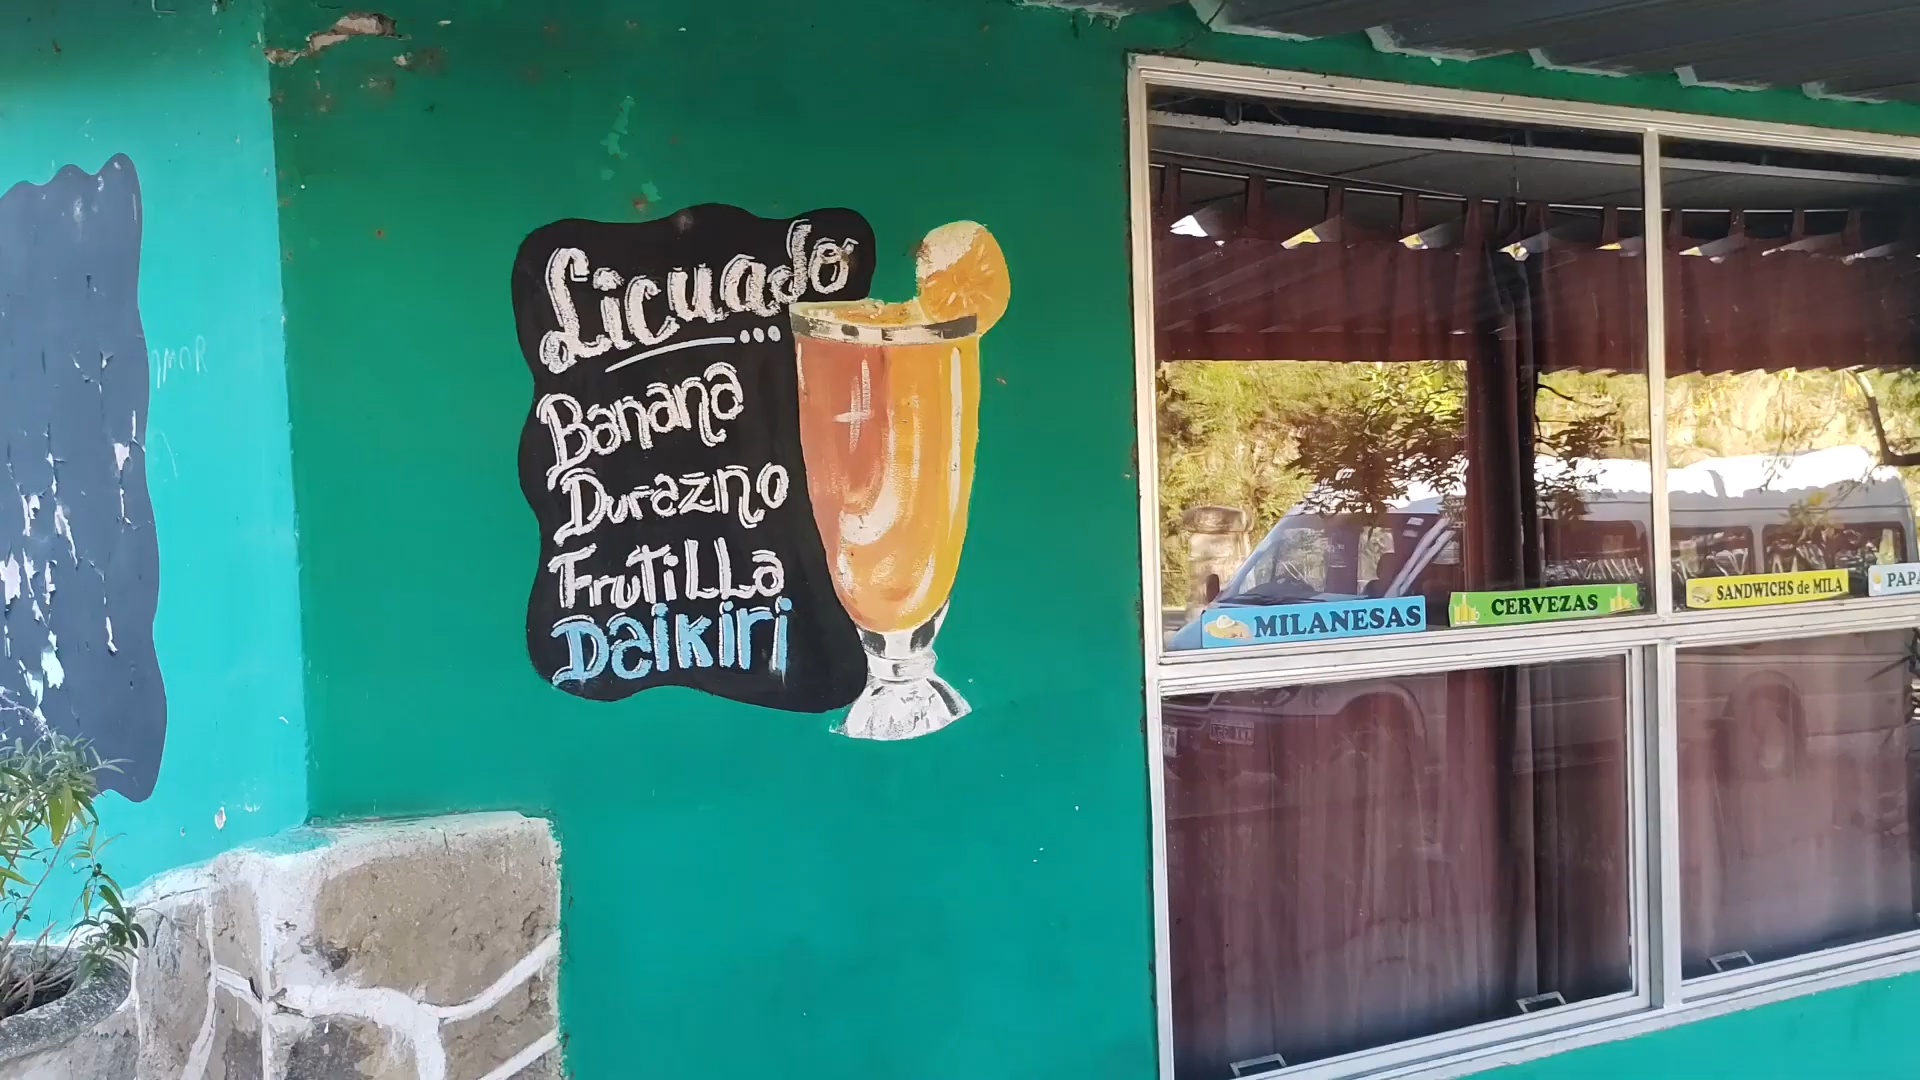 Licuado
...
Banana
Durazno
FrutiLLa
Daikiri
MILANESAS
CERVEZAS
SANDWICHS de MILA